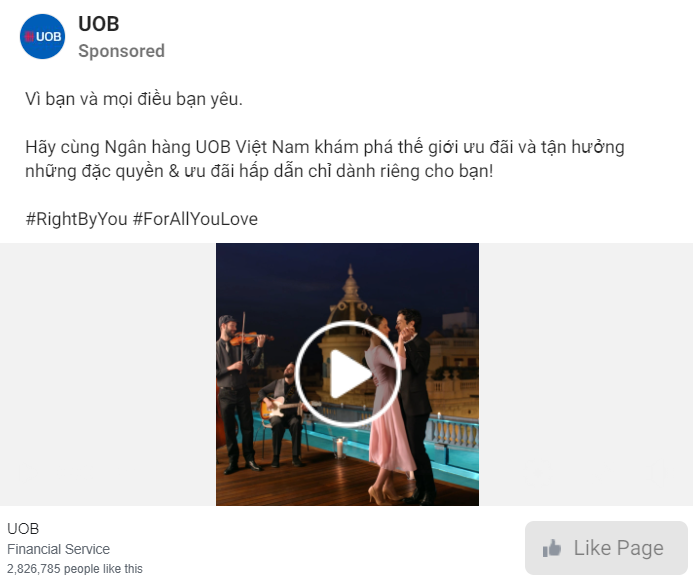 UOB
UOB
Sponsored
Vì bạn và mọi điều bạn yêu.
Hãy cùng Ngân hàng UOB Việt Nam khám phá thế giới ưu đãi và tận hưởng
những đặc quyền & ưu đãi hấp dẫn chỉ dành riêng cho bạn!
#RightByYou #ForAllYouLove
UOB
Financial Service
2,826,785 people like this
Like Page